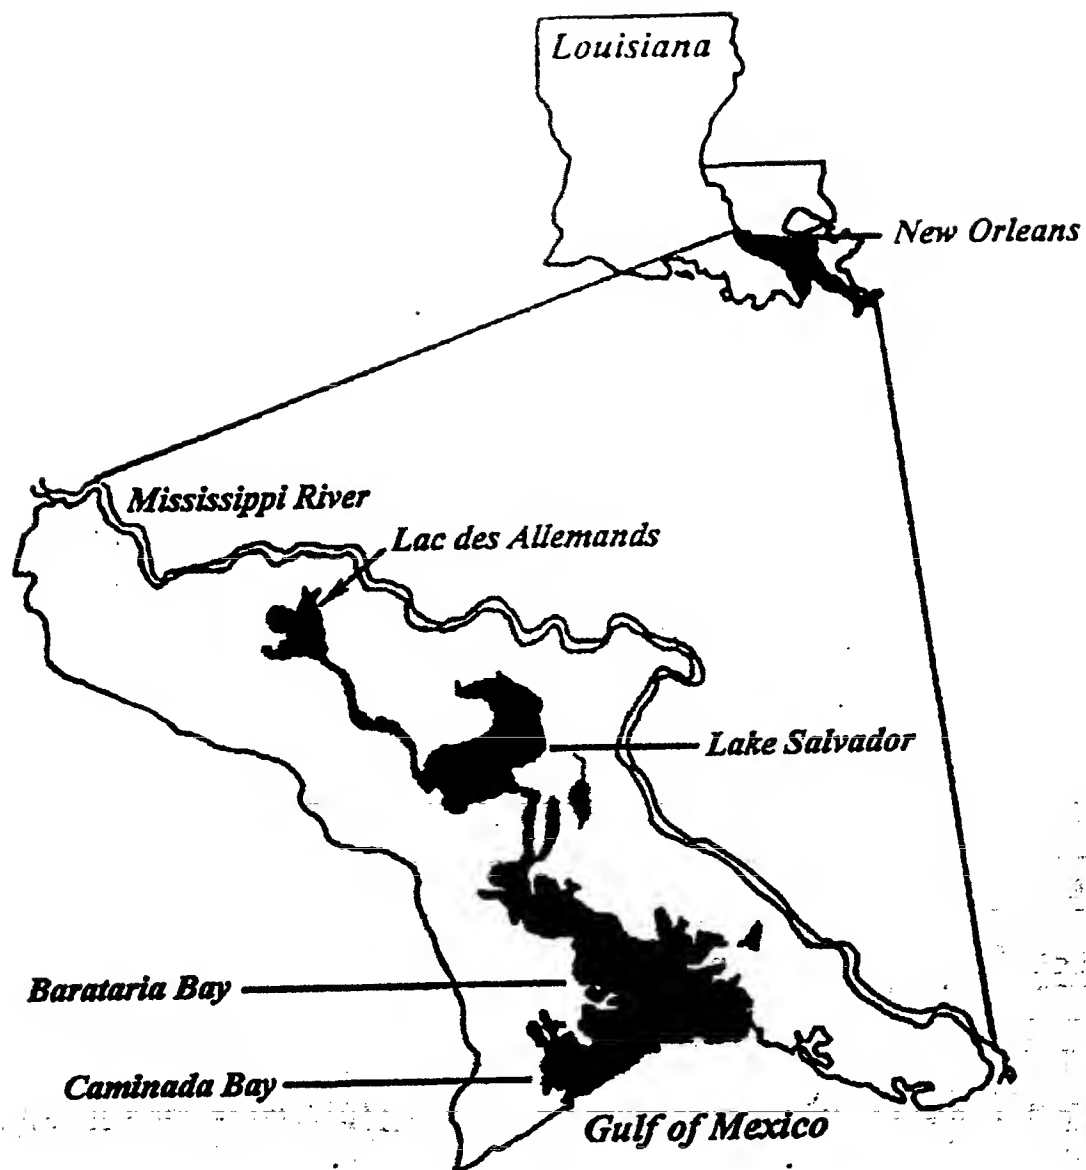 Louisiana
New Orleans
Mississippi River
Lac des Allemands
Lake Salvador
Barataria Bay
Caminada Bay
Gulf of Mexico